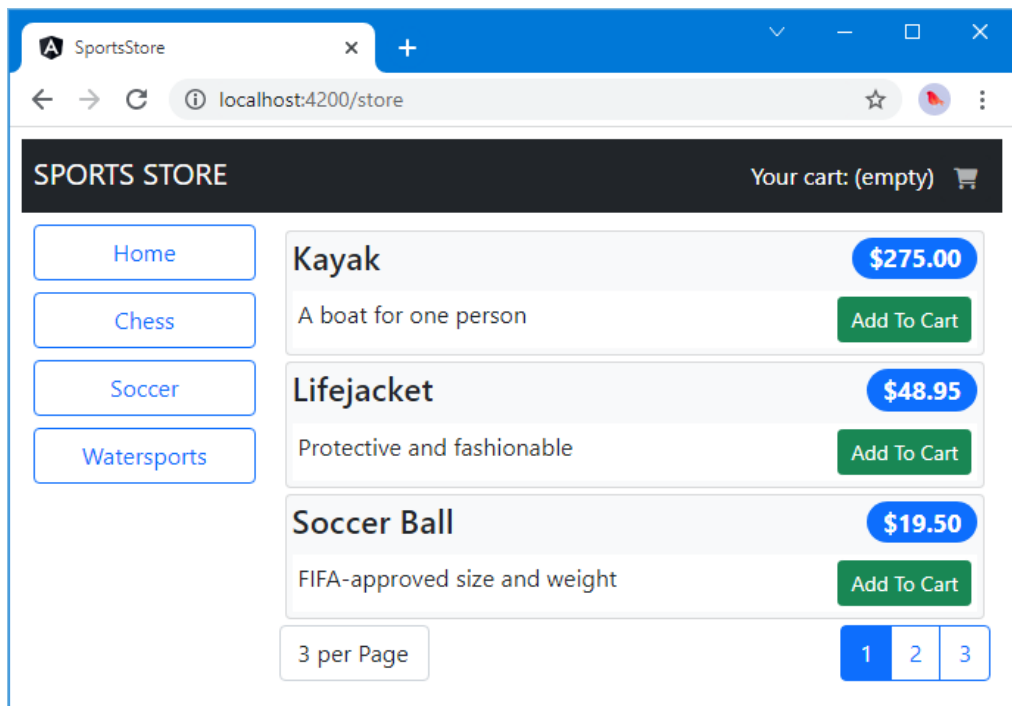 SportsStore
localhost:4200/store
SPORTS STORE
Your cart: (empty)
Home
Chess
Soccer
Watersports
Kayak
$275.00
A boat for one person
Add To Cart
Lifejacket
$48.95
Protective and fashionable
Add To Cart
Soccer Ball
$19.50
FIFA-approved size and weight
Add To Cart
3 per Page
1 2 3